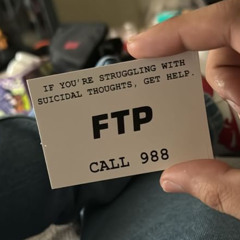 IF YOU'RE STRUGGLING WITH
SUICIDAL THOUGHTS, GET HELP.
FTP
CALL 988